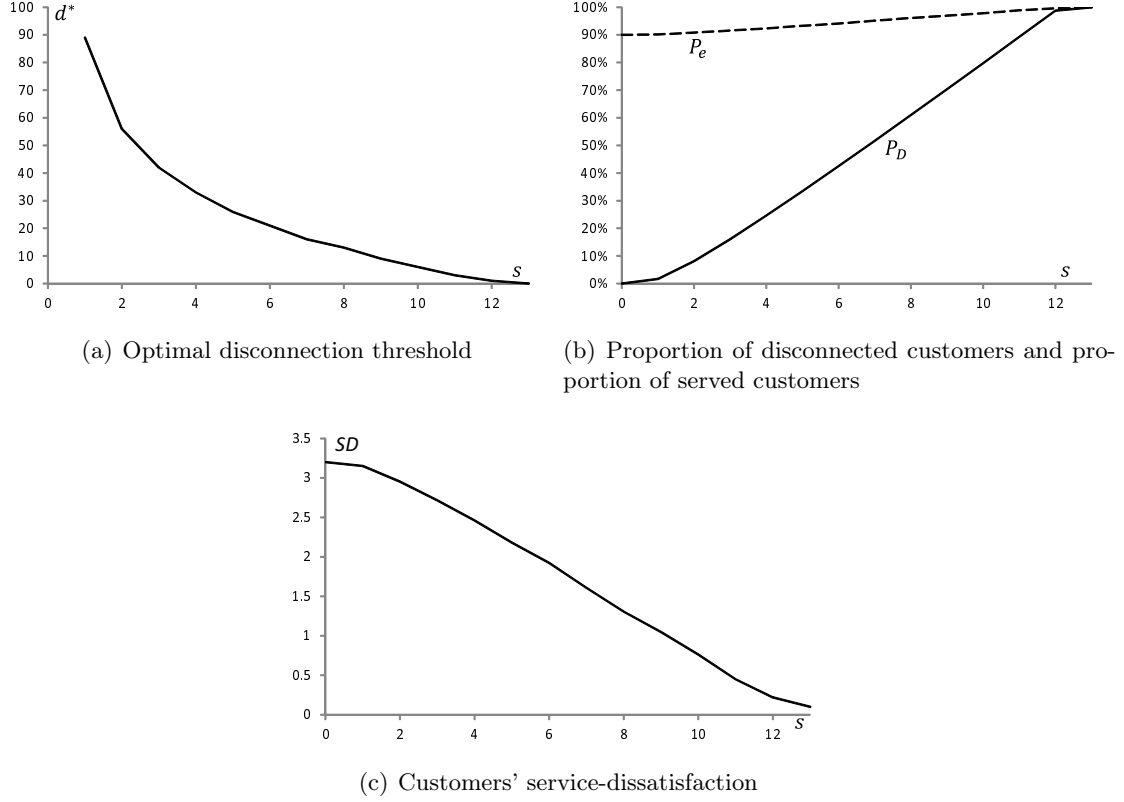 100
d*
90
80
70
60
50
40
30
20
10
0
s
0 2 4 6 8 10 12
(a) Optimal disconnection threshold
100%
90%
80%
70%
60%
50%
40%
30%
20%
10%
0%
P_e
P_D
s
0 2 4 6 8 10 12
(b) Proportion of disconnected customers and pro-
portion of served customers
3.5
SD
3
2.5
2
1.5
1
0.5
0
s
0 2 4 6 8 10 12
(c) Customers' service-dissatisfaction